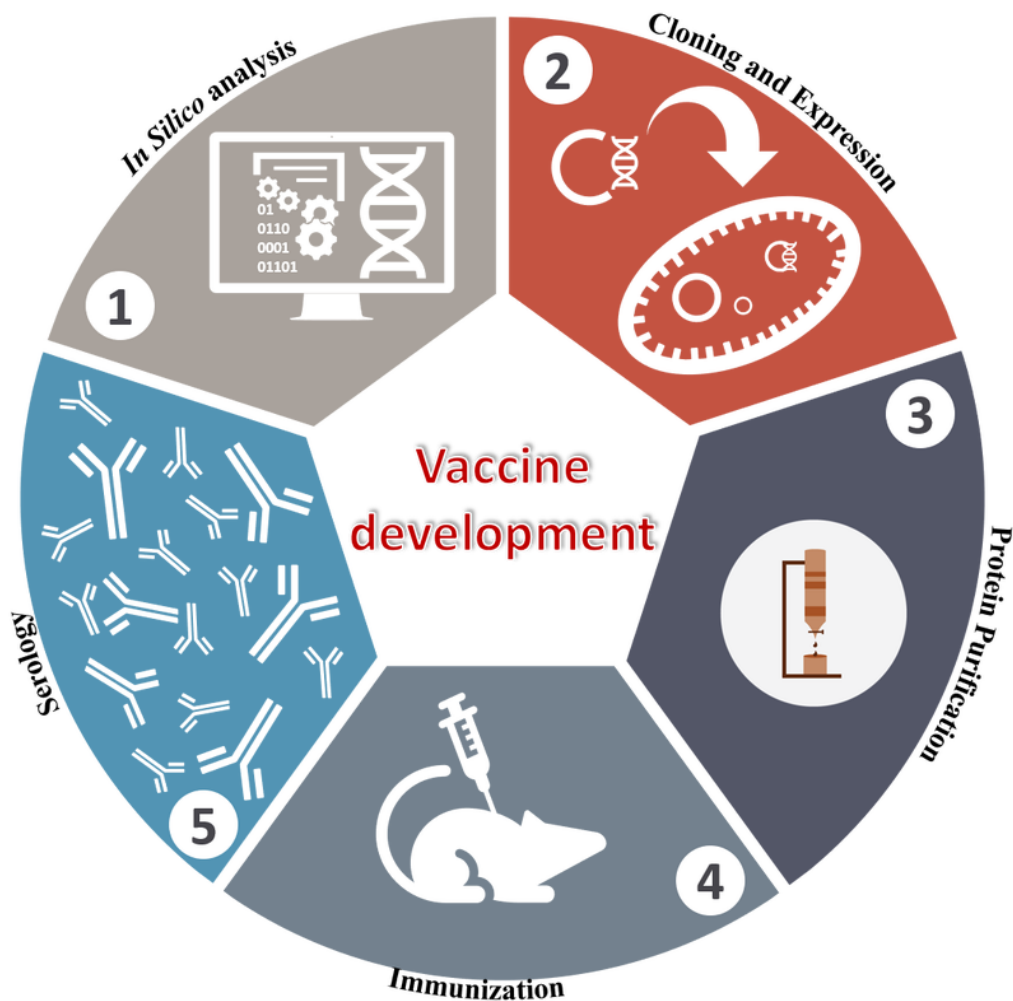 In Silico analysis
1
01
0110
0001
01101
Cloning and Expression
2
Protein Purification
3
Immunization
4
Serology
5
Vaccine
development